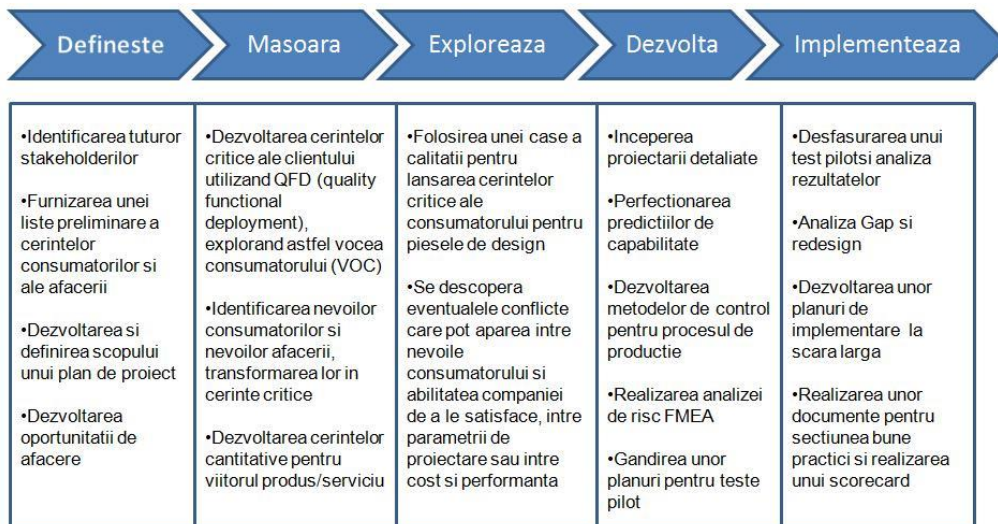 Defineste
Masoara
Exploreaza
Dezvolta
Implementeaza
•Identificarea tuturor
stakeholderilor
•Furnizarea unei
liste preliminare a
cerintelor
consumatorilor si
ale afacerii
•Dezvoltarea si
definirea scopului
unui plan de proiect
•Dezvoltarea
oportunitatii de
afacere
•Dezvoltarea cerintelor
critice ale clientului
utilizand QFD (quality
functional
deployment),
explorand astfel vocea
consumatorului (VOC)
•Identificarea nevoilor
consumatorilor si
nevoilor afacerii,
transformarea lor in
cerinte critice
•Dezvoltarea cerintelor
cantitative pentru
viitorul produs/serviciu
•Folosirea unei case a
calitatii pentru
lansarea cerintelor
critice ale
consumatorului pentru
piesele de design
•Se descopera
eventualele conflicte
care pot aparea intre
nevoile
consumatorului si
abilitatea companiei
de a le satisface, intre
parametrii de
proiectare sau intre
cost si performanta
•Inceperea
proiectarii detaliate
•Perfectionarea
predictiilor de
capabilitate
•Dezvoltarea
metodelor de control
pentru procesul de
productie
•Realizarea analizei
de risc FMEA
•Gandirea unor
planuri pentru teste
pilot
•Desfasurarea unui
test pilotsi analiza
rezultatelor
•Analiza Gap si
redesign
•Dezvoltarea unor
planuri de
implementare la
scara larga
•Realizarea unor
documente pentru
sectiunea bune
practici si realizarea
unui scorecard